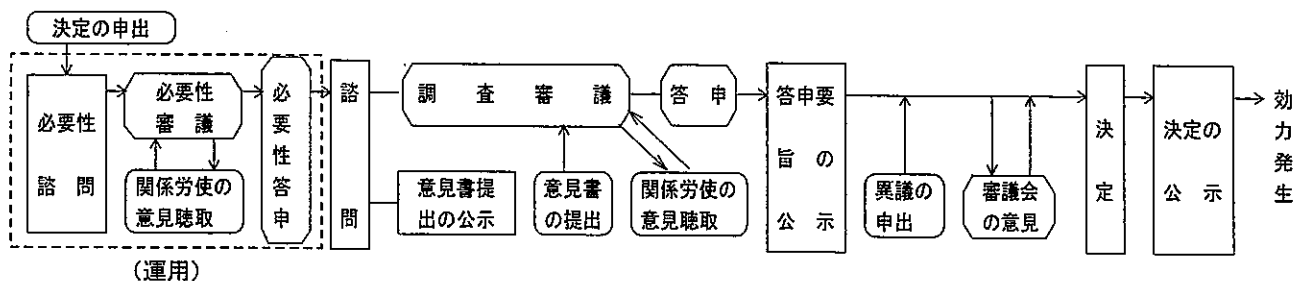 決定の申出
必要性
諮問
必要性
審議
関係労使の
意見聴取
必要性答申
(運用)
諮問
調査審議
意見書提
出の公示
意見書
の提出
関係労使の
意見聴取
答申
答申要
旨の
公示
異議の
申出
審議会
の意見
決定
決定の
公示
効力発生